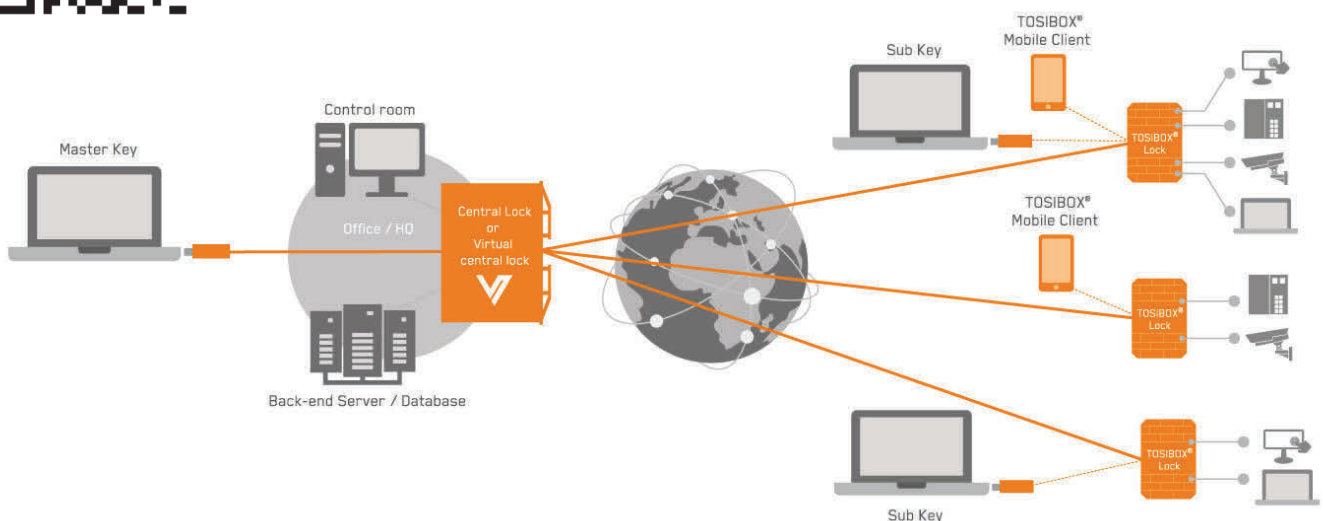 Master Key
Control room
Office / HQ
Back-end Server / Database
Central Lock
or
Virtual
central lock
Sub Key
TOSIBOX®
Mobile Client
TOSIBOX®
Lock
TOSIBOX®
Mobile Client
TOSIBOX®
Lock
TOSIBOX®
Lock
Sub Key